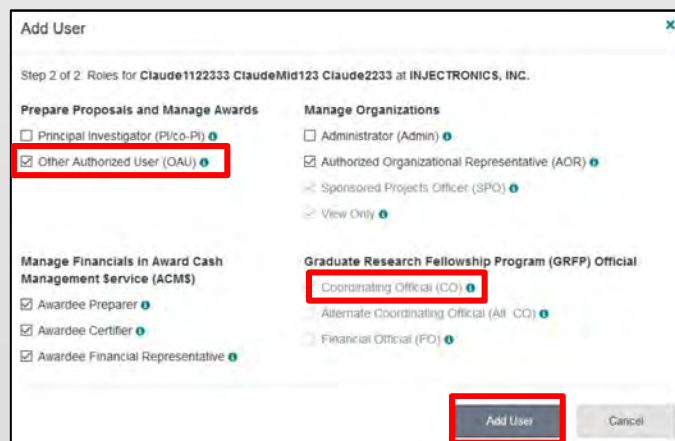 Add User
x
Step 2 of 2: Roles for Claude1122333 ClaudeMid123 Claude2233 at INJECTRONICS, INC.
Prepare Proposals and Manage Awards
Principal Investigator (PI/co-PI)
Other Authorized User (OAU)
Manage Organizations
Administrator (Admin)
Authorized Organizational Representative (AOR)
Sponsored Projects Officer (SPO)
View Only
Manage Financials in Award Cash
Management Service (ACM$)
Awardee Preparer
Awardee Certifier
Awardee Financial Representative
Graduate Research Fellowship Program (GRFP) Official
Coordinating Official (CO)
Alternate Coordinating Official (Alt. CO)
Financial Official (FO)
Add User
Cancel